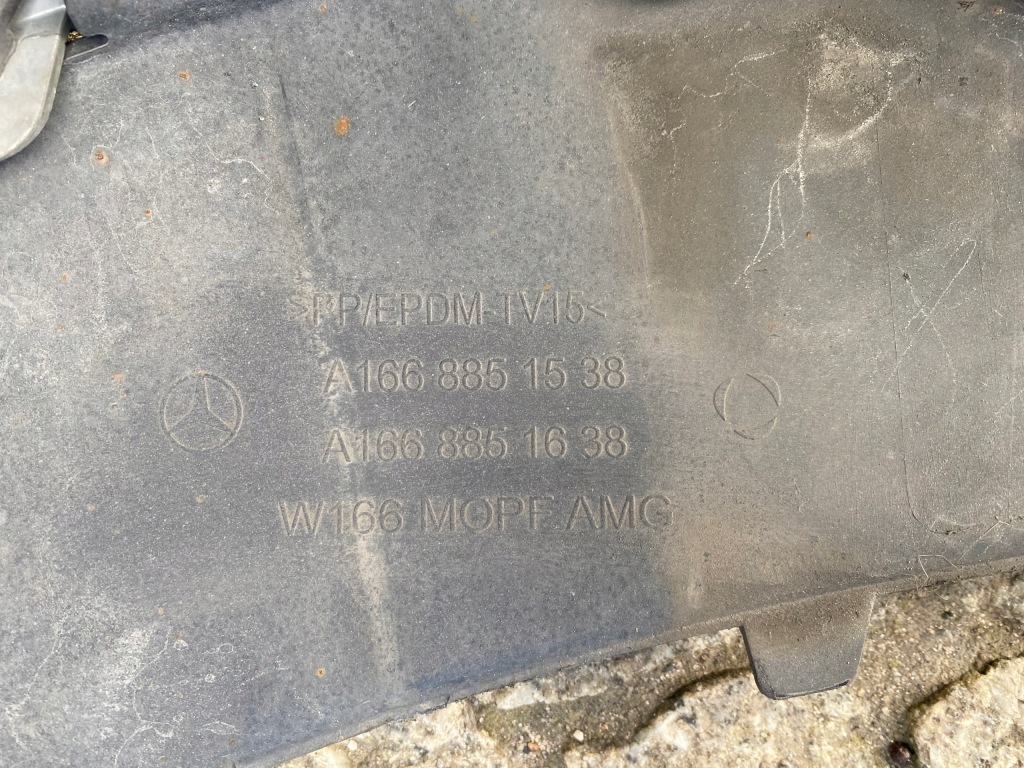 >PP/EPDM-TV15<
A166 885 15 38
A166 885 16 38
W166 MOPF AMG